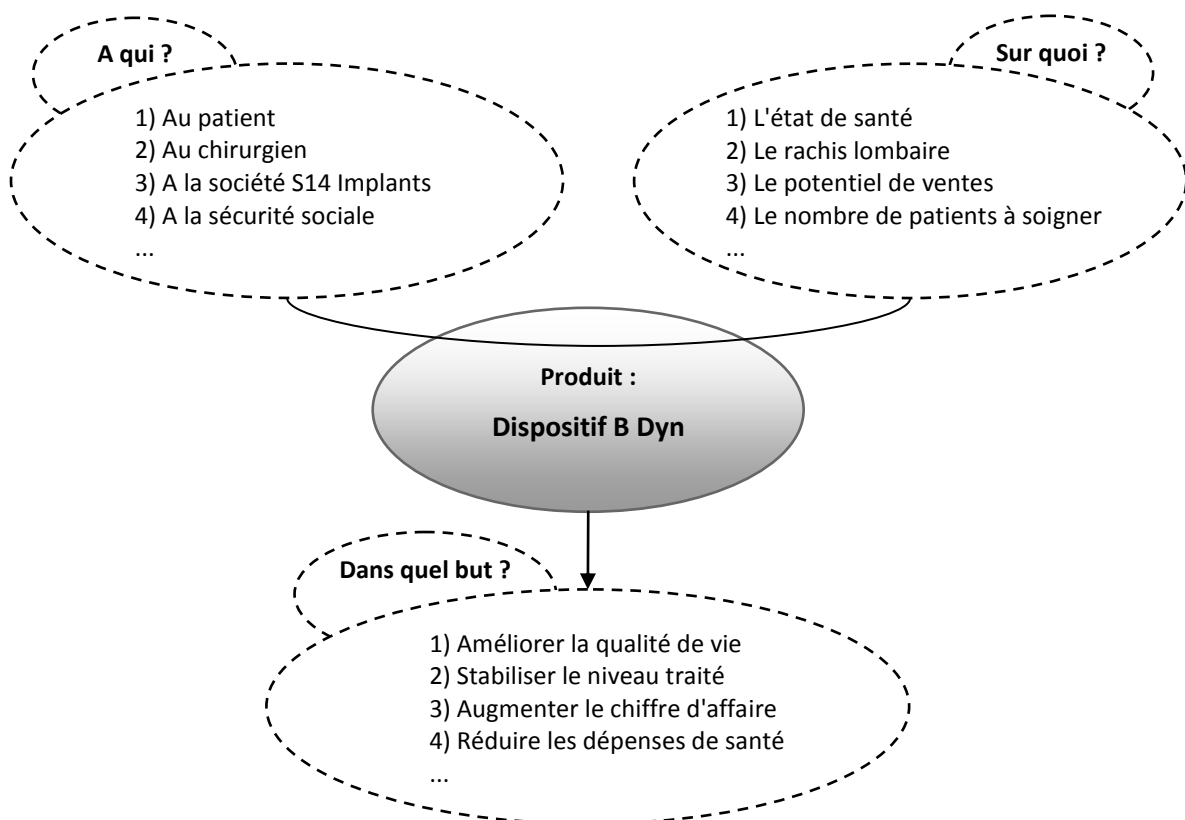 A qui ?
1) Au patient
2) Au chirurgien
3) A la société S14 Implants
4) A la sécurité sociale
...
Sur quoi ?
1) L'état de santé
2) Le rachis lombaire
3) Le potentiel de ventes
4) Le nombre de patients à soigner
...
Produit :
Dispositif B Dyn
Dans quel but ?
1) Améliorer la qualité de vie
2) Stabiliser le niveau traité
3) Augmenter le chiffre d'affaire
4) Réduire les dépenses de santé
...